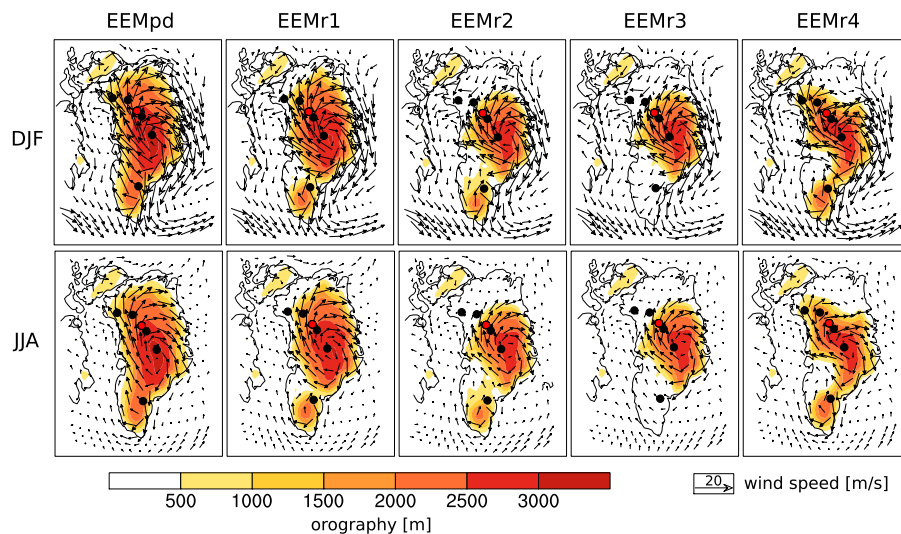 EEMpd EEMr1 EEMr2 EEMr3 EEMr4
DJF
JJA
500 1000 1500 2000 2500 3000
orography [m]
20 wind speed [m/s]